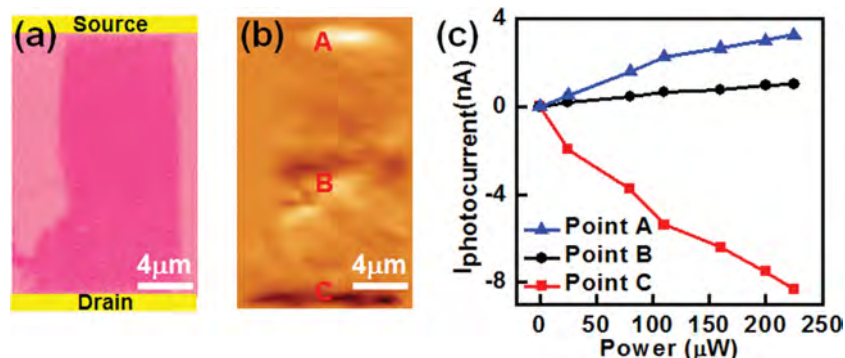 (a)
Source
4μm
Drain
(b)
A
B
4μm
C
(c)
Iphotocurrent(nA)
4
0
-4
-8
Point A
Point B
Point C
0 50 100 150 200 250
Power (μW)